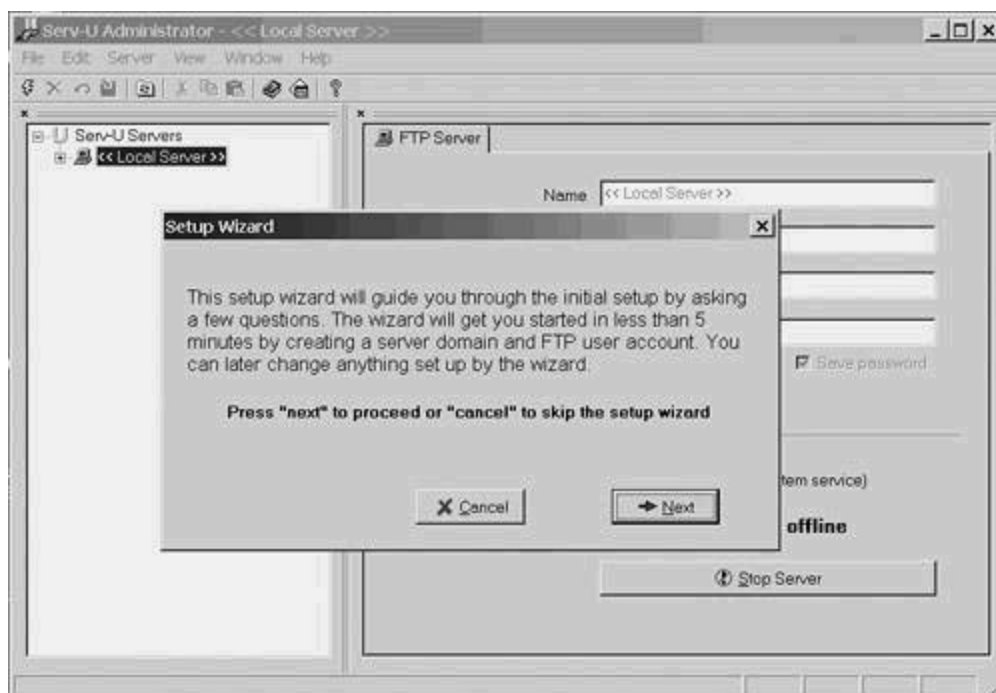 Serv-U Administrator - << Local Server >>
File Edit Server View Window Help
Serv-U Servers
<< Local Server >>
FTP Server
Name << Local Server >>
Setup Wizard
This setup wizard will guide you through the initial setup by asking
a few questions. The wizard will get you started in less than 5
minutes by creating a server domain and FTP user account. You
can later change anything set up by the wizard.
Press "next" to proceed or "cancel" to skip the setup wizard
Cancel
Next
Save password
tem service)
offline
Stop Server